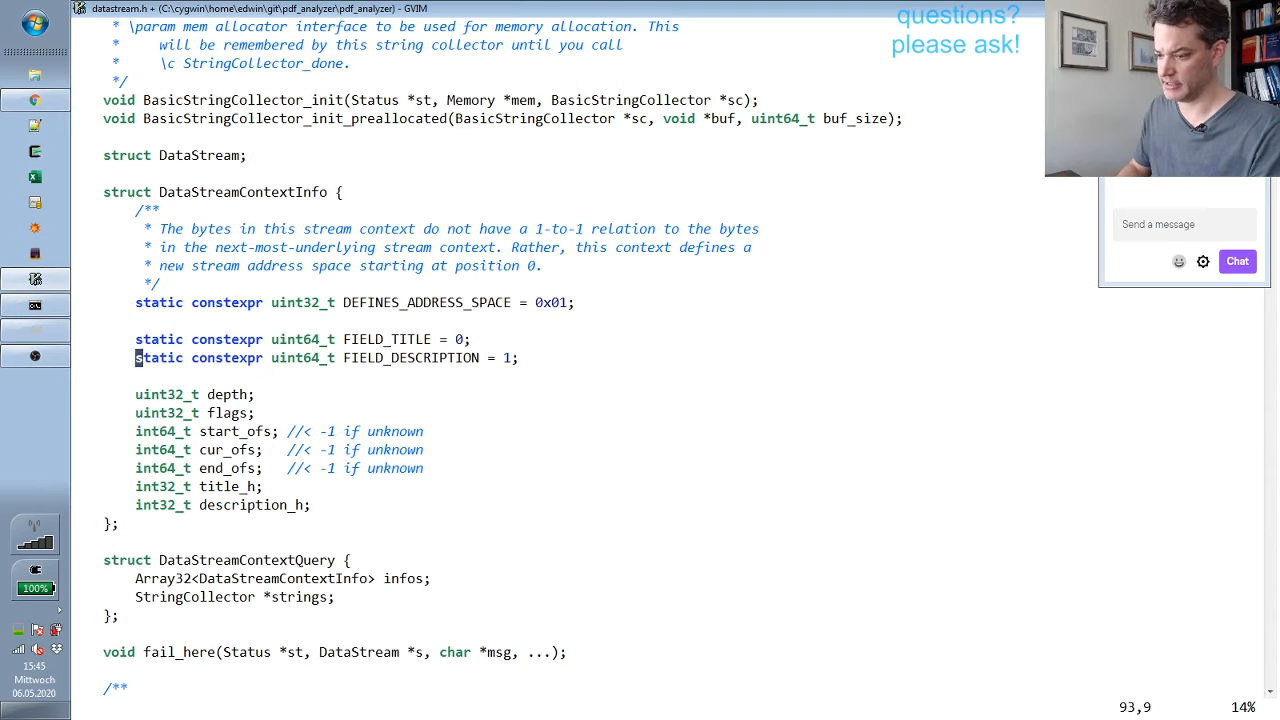 datastream.h + (C:\cygwin\home\edwin\git\pdf_analyzer\pdf_analyzer) - GVIM
* \param mem allocator interface to be used for memory allocation. This
*     will be remembered by this string collector until you call
*     \c StringCollector_done.
*/
void BasicStringCollector_init(Status *st, Memory *mem, BasicStringCollector *sc);
void BasicStringCollector_init_preallocated(BasicStringCollector *sc, void *buf, uint64_t buf_size);
struct DataStream;
struct DataStreamContextInfo {
/**
* The bytes in this stream context do not have a 1-to-1 relation to the bytes
* in the next-most-underlying stream context. Rather, this context defines a
* new stream address space starting at position 0.
*/
static constexpr uint32_t DEFINES_ADDRESS_SPACE = 0x01;
static constexpr uint64_t FIELD_TITLE = 0;
static constexpr uint64_t FIELD_DESCRIPTION = 1;
uint32_t depth;
uint32_t flags;
int64_t start_ofs; //< -1 if unknown
int64_t cur_ofs;   //< -1 if unknown
int64_t end_ofs;   //< -1 if unknown
int32_t title_h;
int32_t description_h;
};
struct DataStreamContextQuery {
Array32<DataStreamContextInfo> infos;
StringCollector *strings;
};
void fail_here(Status *st, DataStream *s, char *msg, ...);
/**
93,9
14%
questions?
please ask!
Send a message
Chat
100%
15:45
Mittwoch
06.05.2020